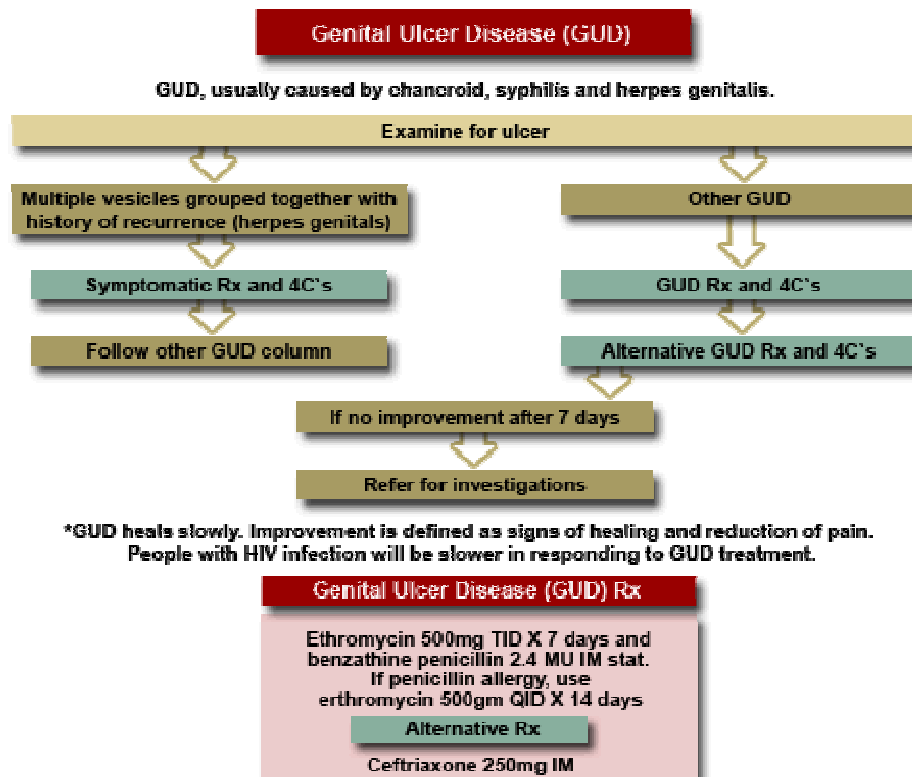 Genital Ulcer Disease (GUD)
GUD, usually caused by chancroid, syphilis and herpes genitalis.
Examine for ulcer
Multiple vesicles grouped together with
history of recurrence (herpes genitals)
Other GUD
Symptomatic Rx and 4C`s
GUD Rx and 4C`s
Follow other GUD column
Alternative GUD Rx and 4C`s
If no improvement after 7 days
Refer for investigations
*GUD heals slowly. Improvement is defined as signs of healing and reduction of pain.
People with HIV infection will be slower in responding to GUD treatment.
Genital Ulcer Disease (GUD) Rx
Ethromycin 500mg TID X 7 days and
benzathine penicillin 2.4 MU IM stat.
If penicillin allergy, use
erthromycin 500gm QID X 14 days
Alternative Rx
Ceftriaxone 250mg IM